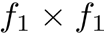 f₁ × f₁